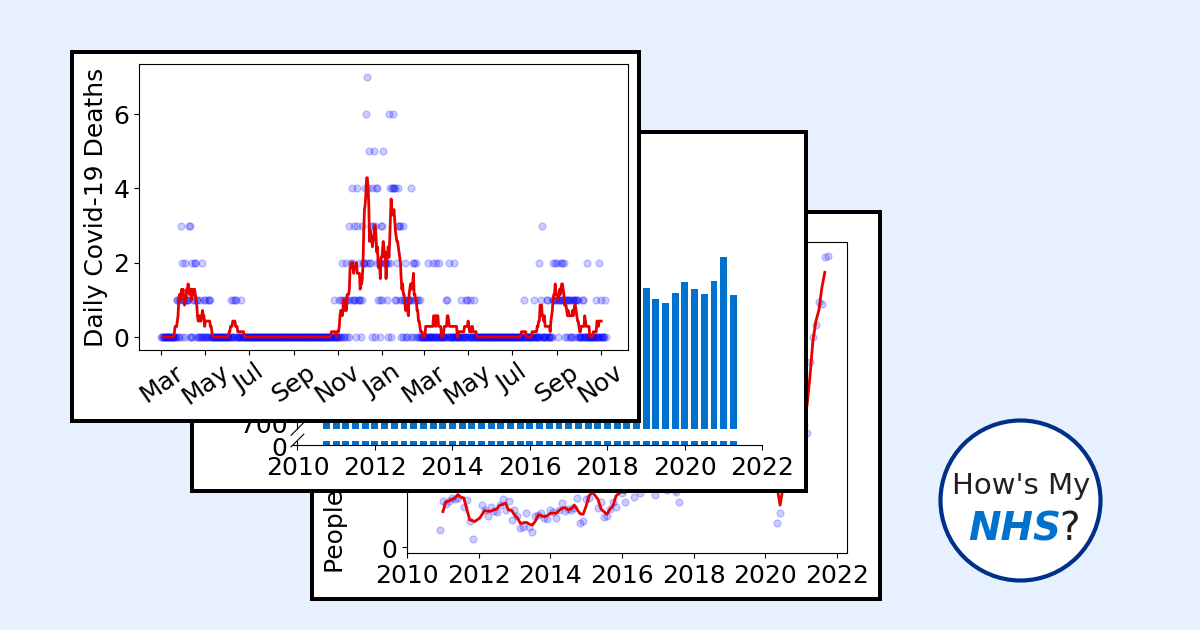 Daily Covid-19 Deaths
6
4
2
0
Mar May Jul Sep Nov Jan Mar May Jul Sep Nov
700
0
2010 2012 2014 2016 2018 2020 2022
People
0
2010 2012 2014 2016 2018 2020 2022
How's My
NHS?